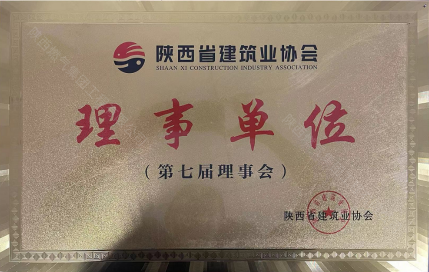 陕西省建筑业协会
SHAAN XI CONSTRUCTION INDUSTRY ASSOCIATION
理事单位
（第七届理事会）
陕西省建筑业协会